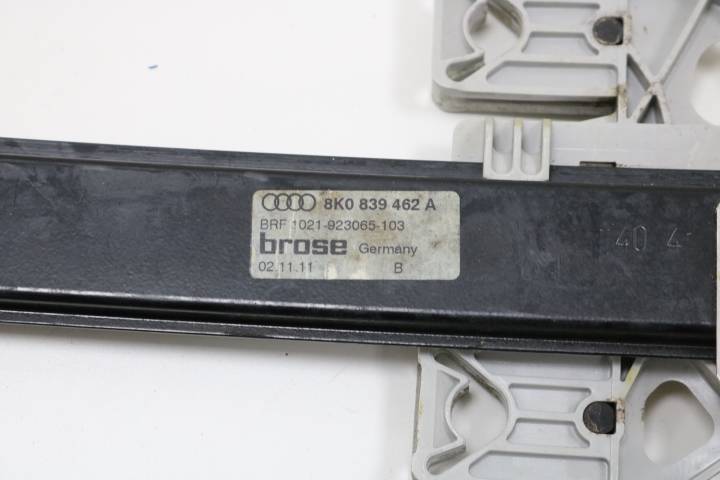 8K0 839 462 A
BRF 1021-923065-103
brose Germany
02.11.11 B
40 4